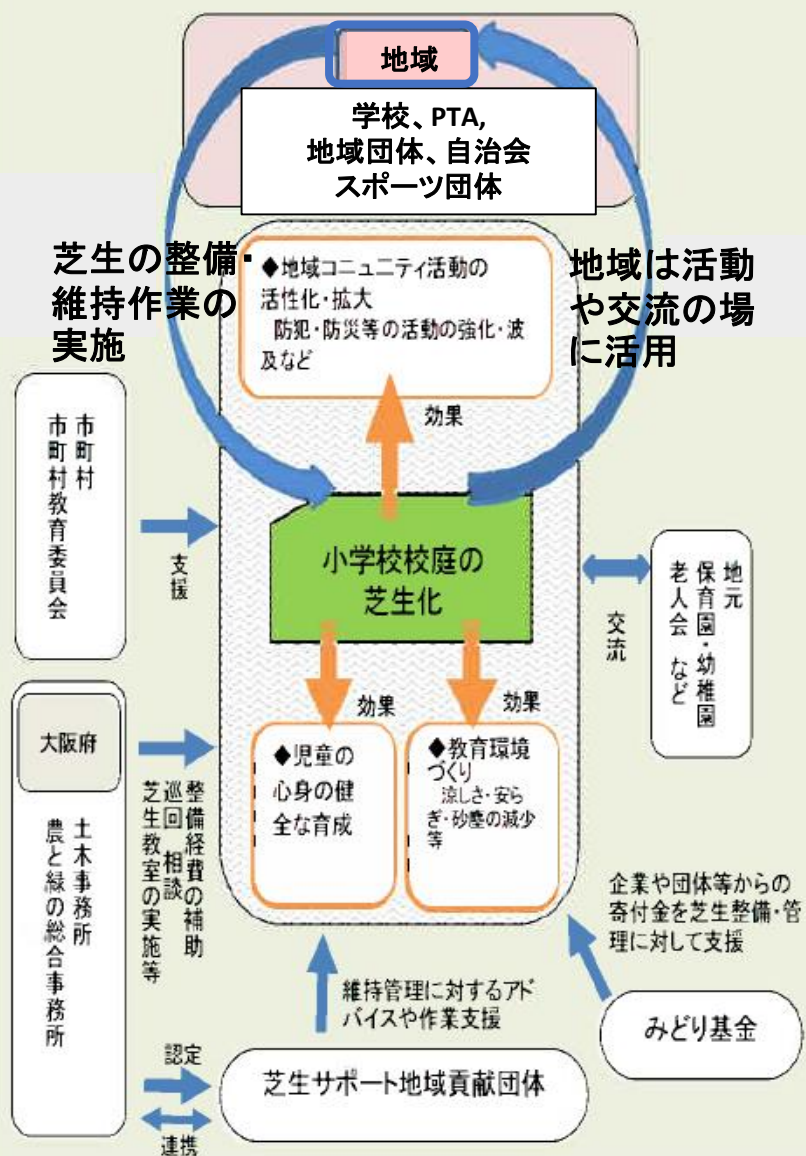 地域
学校、PTA,
地域団体、自治会
スポーツ団体
芝生の整備・
維持作業の
実施
◆地域コニュニティ活動の
活性化・拡大
防犯・防災等の活動の強化・波
及など
地域は活動
や交流の場
に活用
効果
市町村
市町村教育委員会
支援
小学校校庭の
芝生化
交流
地元
保育園・幼稚園
老人会 など
効果
効果
大阪府
土木事務所
農と緑の総合事務所
整備経費の補助
巡回 相談
芝生教室の実施等
◆児童の
心身の健
全な育成
◆教育環境
づくり
涼しさ・安ら
ぎ・砂塵の減少
等
企業や団体等からの
寄付金を芝生整備・管
理に対して支援
維持管理に対するアド
バイスや作業支援
みどり基金
認定
芝生サポート地域貢献団体
連携